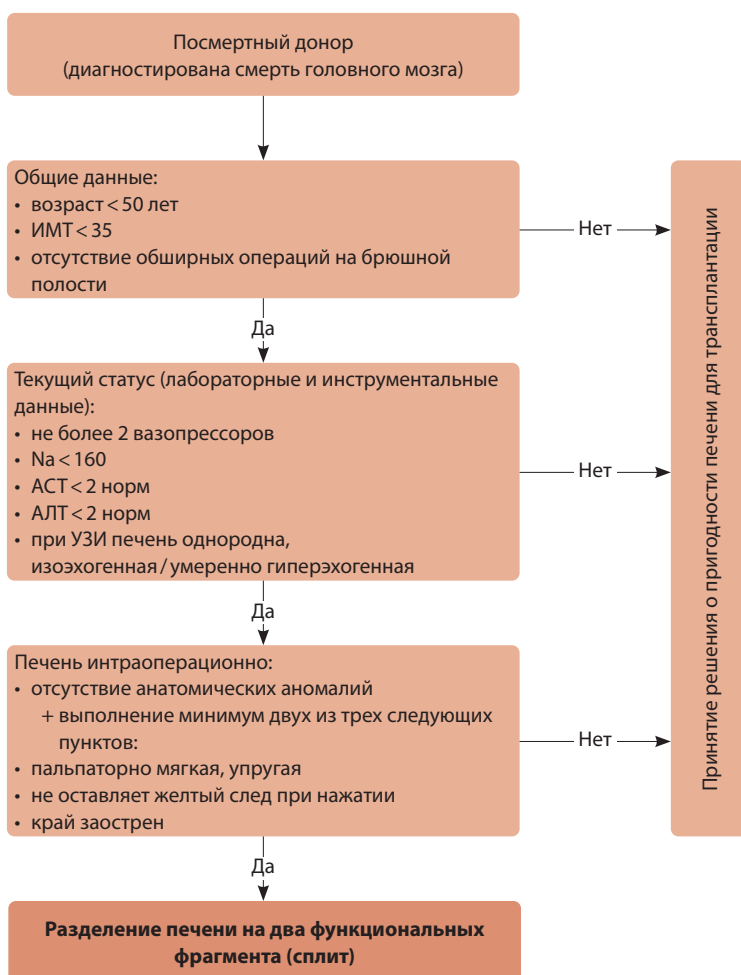 Посмертный донор
(диагностирована смерть головного мозга)
Общие данные:
• возраст < 50 лет
• ИМТ < 35
• отсутствие обширных операций на брюшной
полости
Нет
Да
Текущий статус (лабораторные и инструментальные
данные):
• не более 2 вазопрессоров
• Na < 160
• АСТ < 2 норм
• АЛТ < 2 норм
• при УЗИ печень однородна,
изоэхогенная / умеренно гиперэхогенная
Нет
Да
Печень интраоперационно:
• отсутствие анатомических аномалий
+ выполнение минимум двух из трех следующих
пунктов:
• пальпаторно мягкая, упругая
• не оставляет желтый след при нажатии
• край заострен
Нет
Да
Разделение печени на два функциональных
фрагмента (сплит)
Принятие решения о пригодности печени для трансплантации